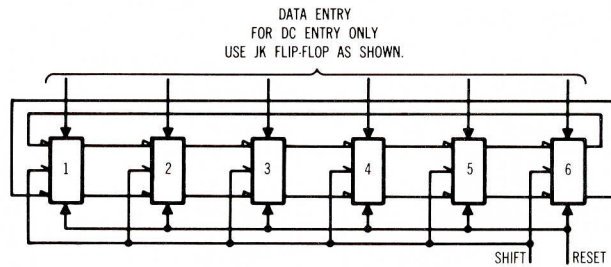 DATA ENTRY
FOR DC ENTRY ONLY
USE JK FLIP-FLOP AS SHOWN.
1 2 3 4 5 6
SHIFT RESET